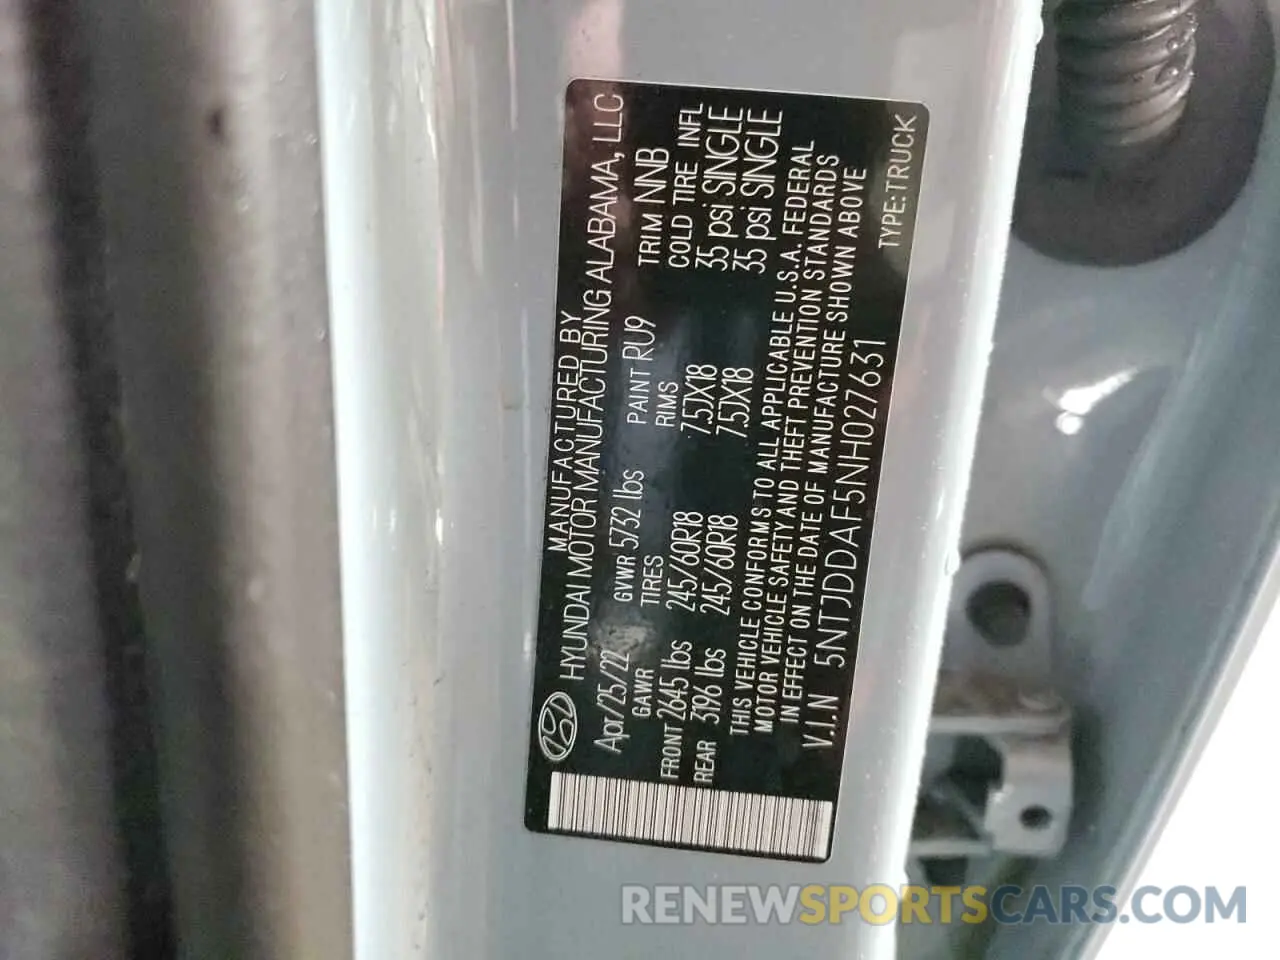 MANUFACTURED BY
HYUNDAI MOTOR MANUFACTURING ALABAMA, LLC
Apr/25/22 GVWR 5732 lbs PAINT RU9 TRIM NNB
GAWR TIRES RIMS COLD TIRE INFL
FRONT 2645 lbs 245/60R18 7.5JX18 35 psi SINGLE
REAR 3196 lbs 245/60R18 7.5JX18 35 psi SINGLE
THIS VEHICLE CONFORMS TO ALL APPLICABLE U.S.A. FEDERAL
MOTOR VEHICLE SAFETY AND THEFT PREVENTION STANDARDS
IN EFFECT ON THE DATE OF MANUFACTURE SHOWN ABOVE
V.I.N 5NTJDDAF5NH027631 TYPE:TRUCK
RENEWSPORTSCARS.COM